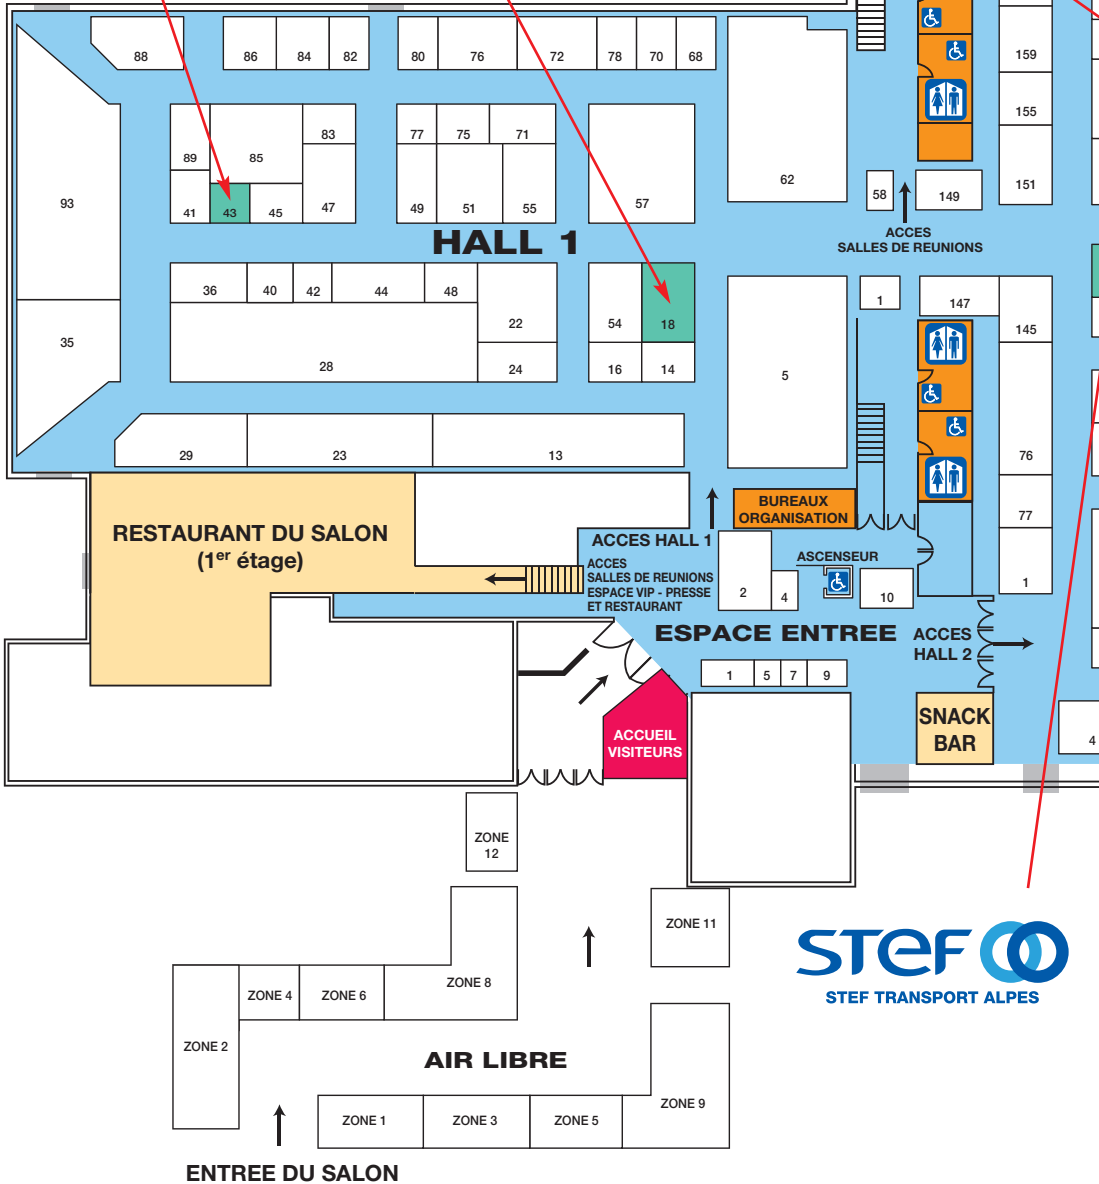 88
86
84
82
80
76
72
78
70
68
159
155
151
89
85
83
77
75
71
93
41
43
45
47
49
51
55
57
62
58
149
HALL 1
ACCES
SALLES DE REUNIONS
36
40
42
44
48
22
54
18
1
147
145
35
28
24
16
14
5
29
23
13
76
77
1
RESTAURANT DU SALON
(1er étage)
BUREAUX
ORGANISATION
ACCES HALL 1
ACCES
SALLES DE REUNIONS
ESPACE VIP - PRESSE
ET RESTAURANT
ASCENSEUR
2
4
10
ESPACE ENTREE
ACCES
HALL 2
1
5
7
9
SNACK
BAR
4
ACCUEIL
VISITEURS
ZONE
12
ZONE 11
ZONE 8
ZONE 4
ZONE 6
ZONE 2
STEF
STEF TRANSPORT ALPES
AIR LIBRE
ZONE 1
ZONE 3
ZONE 5
ZONE 9
ENTREE DU SALON